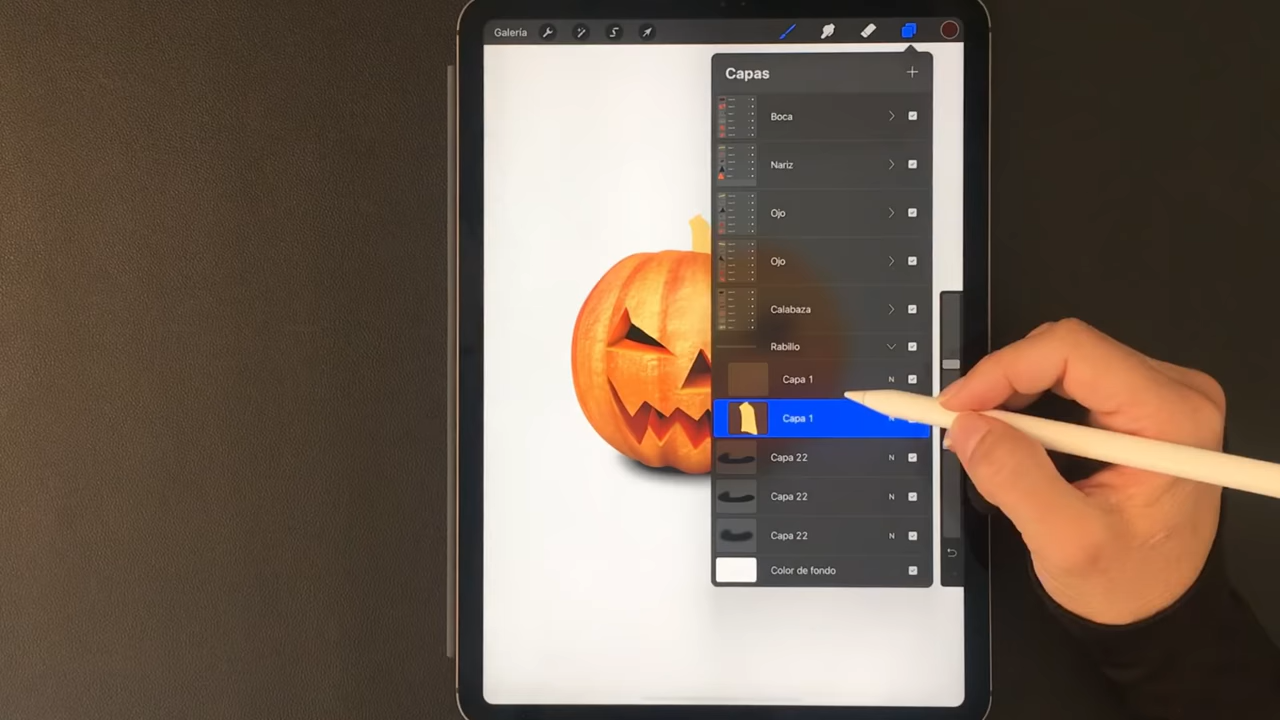 Galería
Capas
Boca
Nariz
Ojo
Ojo
Calabaza
Rabillo
Capa 1 N
Capa 1 N
Capa 22 N
Capa 22 N
Capa 22 N
Color de fondo